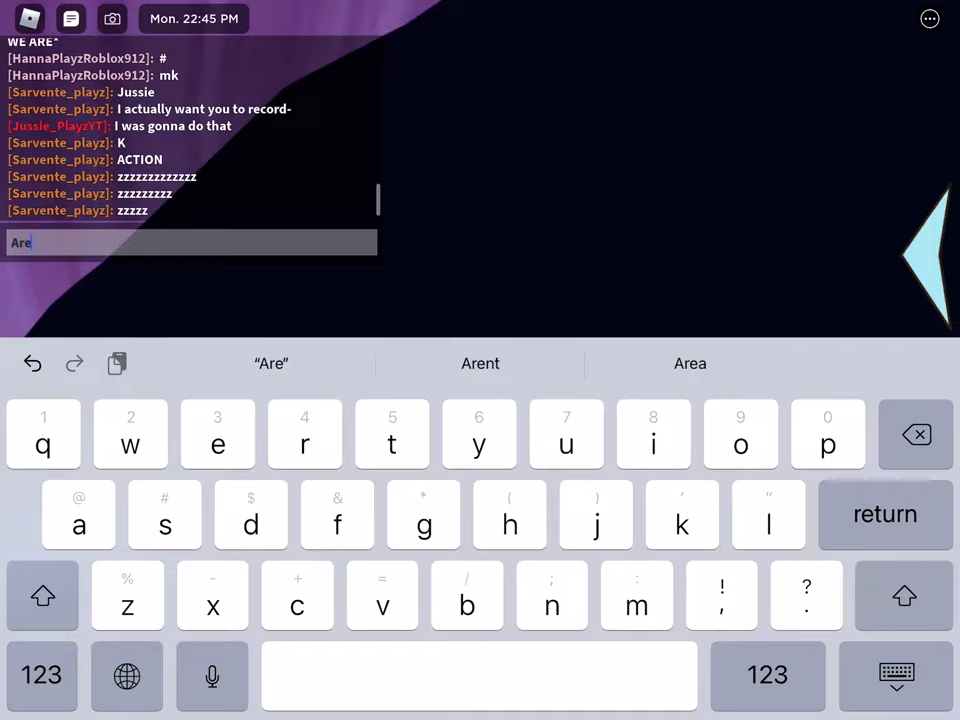 Mon. 22:45 PM
WE ARE*
[HannaPlayzRoblox912]: #
[HannaPlayzRoblox912]: mk
[Sarvente_playz]: Jussie
[Sarvente_playz]: I actually want you to record-
[Jussie_PlayzYT]: I was gonna do that
[Sarvente_playz]: K
[Sarvente_playz]: ACTION
[Sarvente_playz]: zzzzzzzzzzzzz
[Sarvente_playz]: zzzzzzzzz
[Sarvente_playz]: zzzzz
Are
“Are” Arent Area
1 2 3 4 5 6 7 8 9 0
q w e r t y u i o p
@ # $ & * ( ) ' "
a s d f g h j k l return
% - + = / ; : ! ?
z x c v b n m , .
123 123